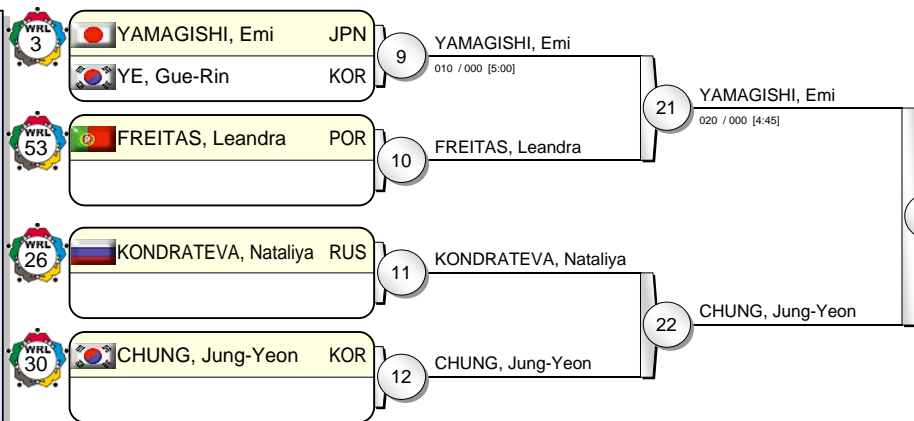 WRL
3
YAMAGISHI, Emi JPN
YE, Gue-Rin KOR
9
YAMAGISHI, Emi
010 / 000 [5:00]
21
YAMAGISHI, Emi
020 / 000 [4:45]
WRL
53
FREITAS, Leandra POR
10
FREITAS, Leandra
WRL
26
KONDRATEVA, Nataliya RUS
11
KONDRATEVA, Nataliya
22
CHUNG, Jung-Yeon
WRL
30
CHUNG, Jung-Yeon KOR
12
CHUNG, Jung-Yeon